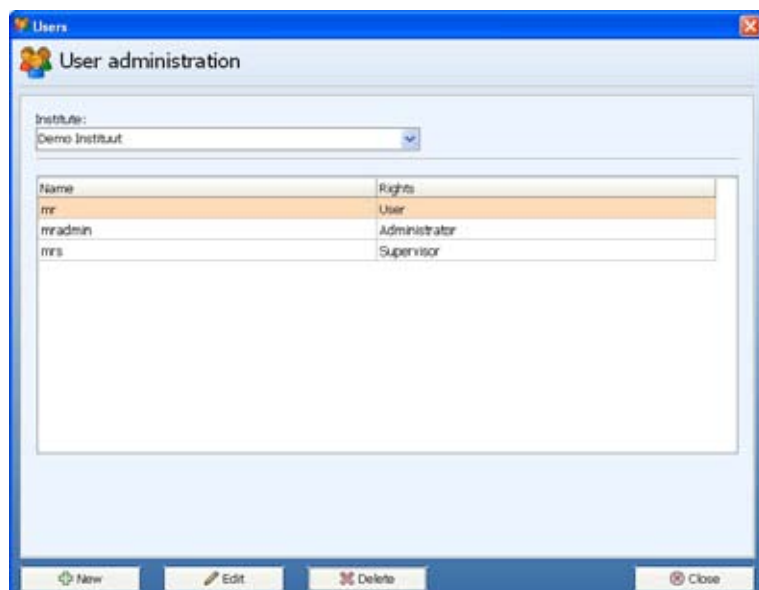 Users
User administration
Institute:
Demo Instituut
Name Rights
mr User
mradmin Administrator
mrs Supervisor
New Edit Delete Close